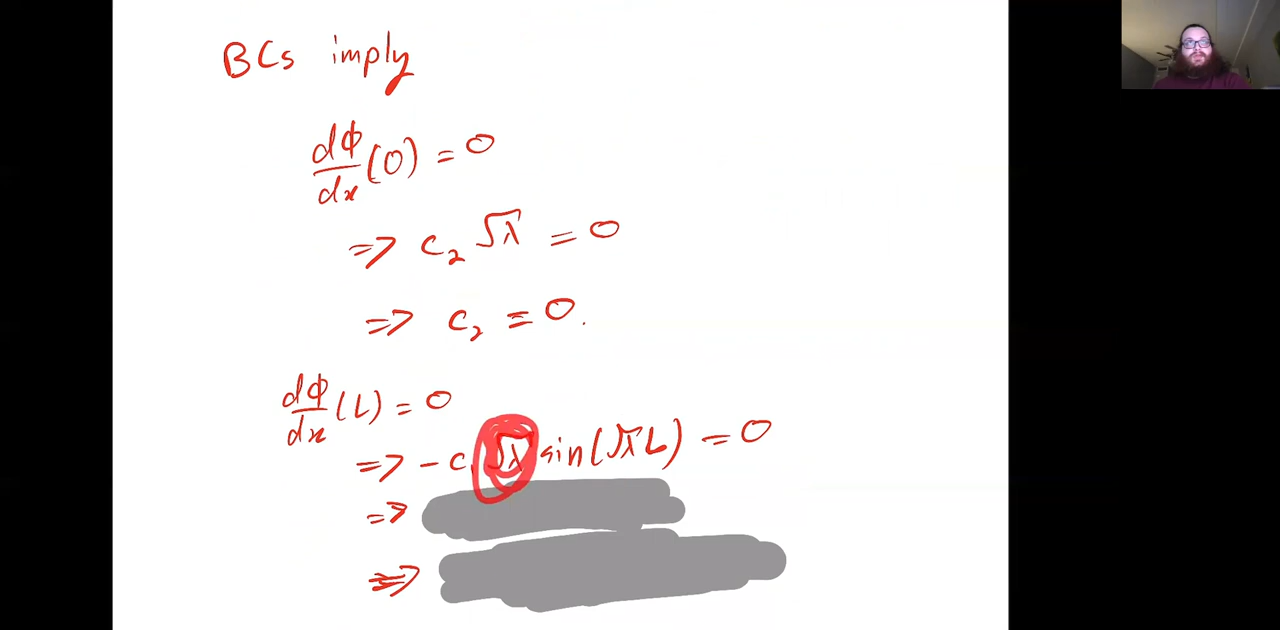 BCs imply
dΦ/dx (0) = 0
=> c₂ √λ = 0
=> c₂ = 0.
dΦ/dx (L) = 0
=> - c₁ √λ sin(√λ L) = 0
=>
=>